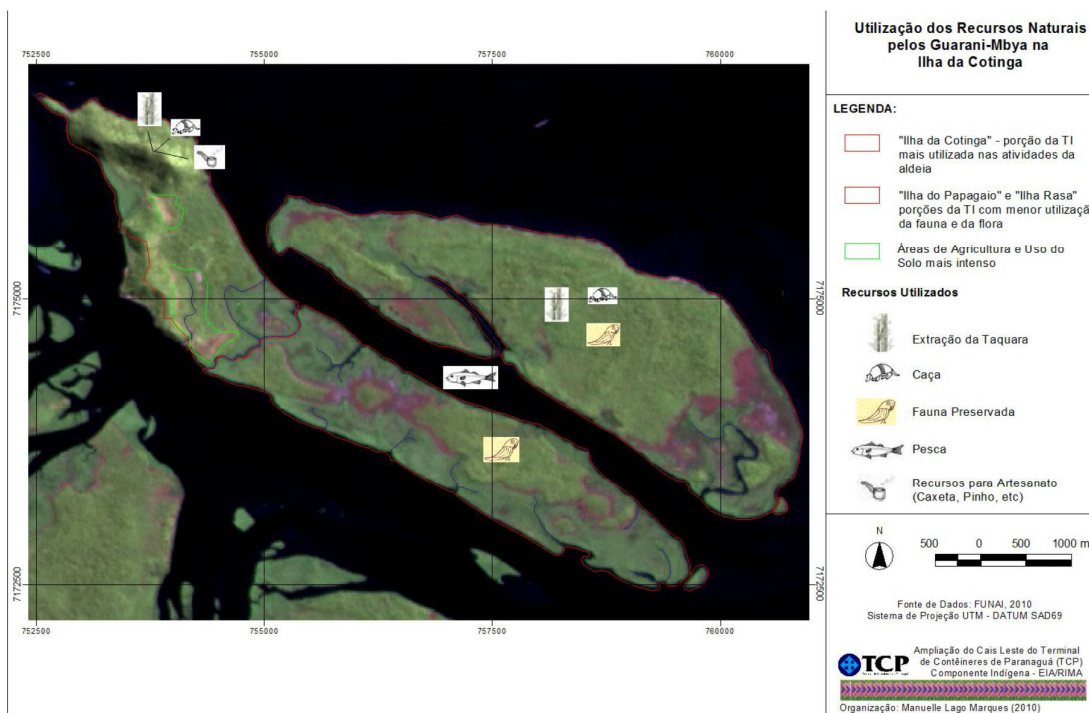 Utilização dos Recursos Naturais
pelos Guarani-Mbya na
Ilha da Cotinga
LEGENDA:
"Ilha da Cotinga" - porção da TI
mais utilizada nas atividades da
aldeia
"Ilha do Papagaio" e "Ilha Rasa"
porções da TI com menor utilizaçã
da fauna e da flora
Áreas de Agricultura e Uso do
Solo mais intenso
Recursos Utilizados
Extração da Taquara
Caça
Fauna Preservada
Pesca
Recursos para Artesanato
(Caxeta, Pinho, etc)
N
500 0 500 1000 m
Fonte de Dados: FUNAI, 2010
Sistema de Projeção UTM - DATUM SAD69
TCP
Ampliação do Cais Leste do Terminal
de Contêineres de Paranaguá (TCP)
Componente Indígena - EIA/RIMA
Organização: Manuelle Lago Marques (2010)
752500 755000 757500 760000
7175000 7175000
7172500 7172500
752500 755000 757500 760000